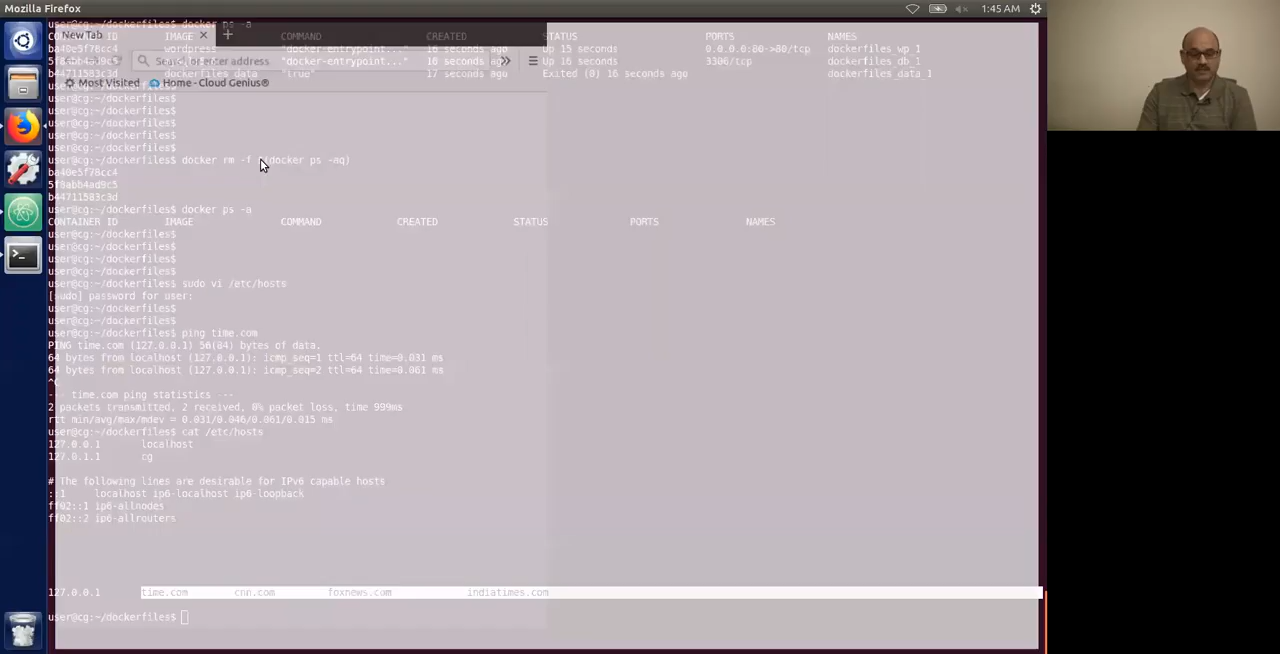 Mozilla Firefox
1:45 AM
user@cg:~/dockerfiles$ docker ps -a
New Tab
CONTAINER ID IMAGE COMMAND CREATED STATUS PORTS NAMES
ba40e5f78cc4 wordpress "docker-entrypoint..." 16 seconds ago Up 15 seconds 0.0.0.0:80->80/tcp dockerfiles_wp_1
Search or enter address
"docker-entrypoint..." 16 seconds ago Up 16 seconds 3306/tcp dockerfiles_db_1
dockerfiles_data "true" 17 seconds ago Exited (0) 16 seconds ago dockerfiles_data_1
Most Visited Home - Cloud Genius®
user@cg:~/dockerfiles$
user@cg:~/dockerfiles$
user@cg:~/dockerfiles$
user@cg:~/dockerfiles$
user@cg:~/dockerfiles$
user@cg:~/dockerfiles$ docker rm -f $(docker ps -aq)
ba40e5f78cc4
5f8abb4ad9c5
b44711583c3d
user@cg:~/dockerfiles$ docker ps -a
CONTAINER ID IMAGE COMMAND CREATED STATUS PORTS NAMES
user@cg:~/dockerfiles$
user@cg:~/dockerfiles$
user@cg:~/dockerfiles$
user@cg:~/dockerfiles$
user@cg:~/dockerfiles$ sudo vi /etc/hosts
[sudo] password for user:
user@cg:~/dockerfiles$
user@cg:~/dockerfiles$
user@cg:~/dockerfiles$ ping time.com
PING time.com (127.0.0.1) 56(84) bytes of data.
64 bytes from localhost (127.0.0.1): icmp_seq=1 ttl=64 time=0.031 ms
64 bytes from localhost (127.0.0.1): icmp_seq=2 ttl=64 time=0.061 ms
^C
--- time.com ping statistics ---
2 packets transmitted, 2 received, 0% packet loss, time 999ms
rtt min/avg/max/mdev = 0.031/0.046/0.061/0.015 ms
user@cg:~/dockerfiles$ cat /etc/hosts
127.0.0.1 localhost
127.0.1.1 cg
# The following lines are desirable for IPv6 capable hosts
::1 localhost ip6-localhost ip6-loopback
ff02::1 ip6-allnodes
ff02::2 ip6-allrouters
127.0.0.1 time.com cnn.com foxnews.com indiatimes.com
user@cg:~/dockerfiles$